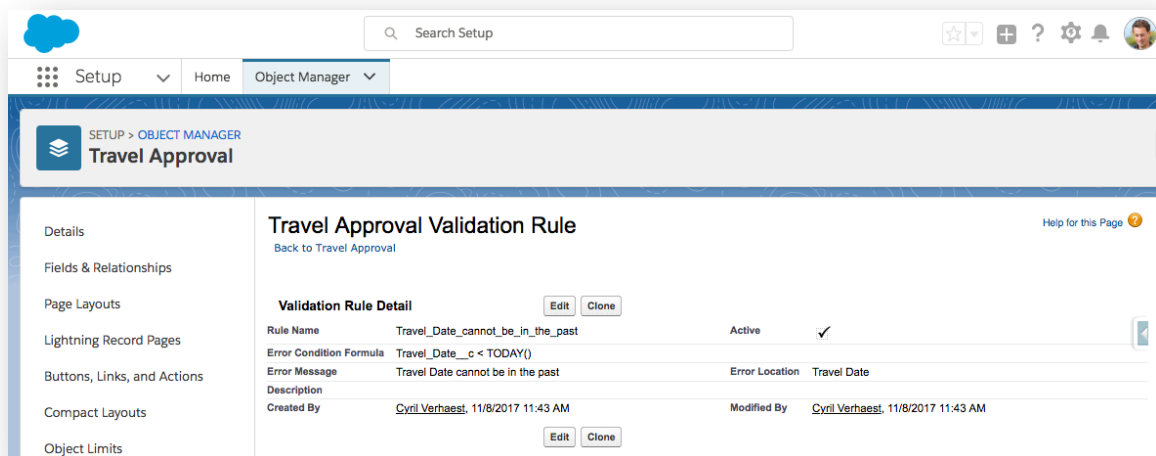 Search Setup
Setup
Home
Object Manager
SETUP > OBJECT MANAGER
Travel Approval
Details
Fields & Relationships
Page Layouts
Lightning Record Pages
Buttons, Links, and Actions
Compact Layouts
Object Limits
Travel Approval Validation Rule
Help for this Page ?
Back to Travel Approval
Validation Rule Detail Edit Clone
Rule Name Travel_Date_cannot_be_in_the_past Active ✓
Error Condition Formula Travel_Date__c < TODAY()
Error Message Travel Date cannot be in the past Error Location Travel Date
Description
Created By Cyril Verhaest, 11/8/2017 11:43 AM Modified By Cyril Verhaest, 11/8/2017 11:43 AM
Edit Clone